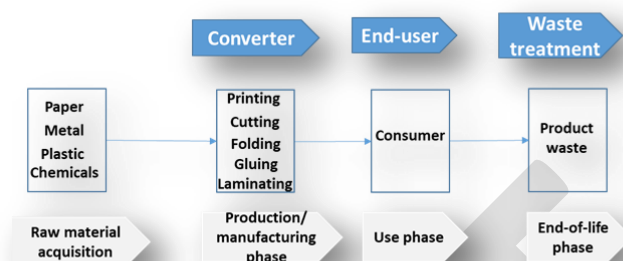 Converter
End-user
Waste
treatment
Paper
Metal
Plastic
Chemicals
Printing
Cutting
Folding
Gluing
Laminating
Consumer
Product
waste
Raw material
acquisition
Production/
manufacturing
phase
Use phase
End-of-life
phase